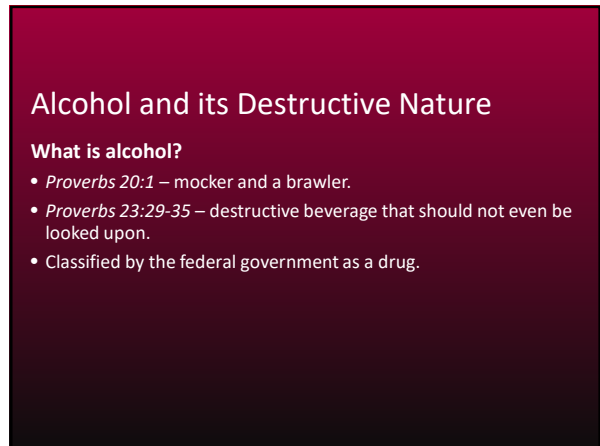 Alcohol and its Destructive Nature
What is alcohol?
• Proverbs 20:1 – mocker and a brawler.
• Proverbs 23:29-35 – destructive beverage that should not even be
looked upon.
• Classified by the federal government as a drug.